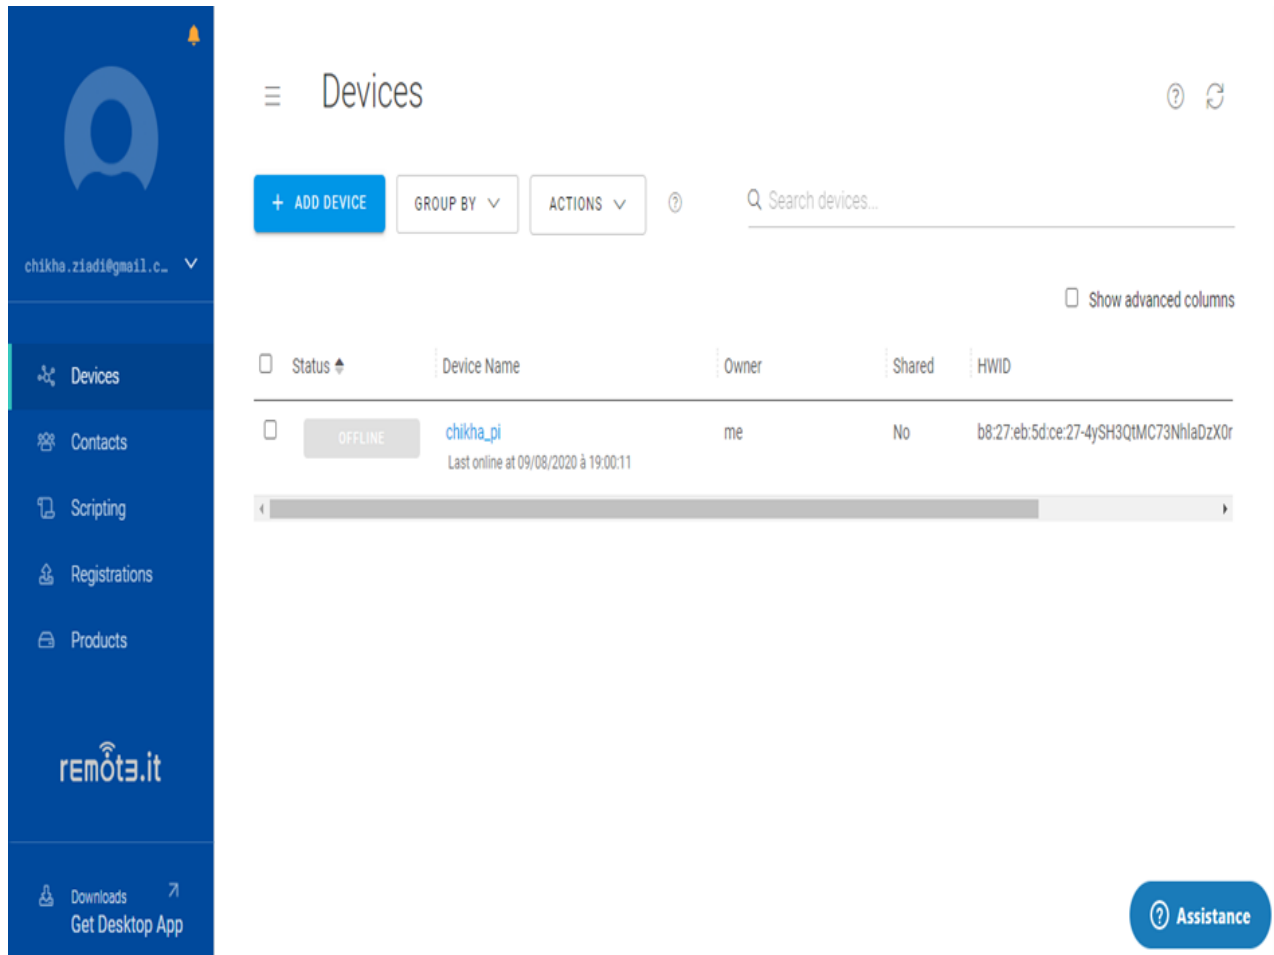 Devices
+ ADD DEVICE
GROUP BY
ACTIONS
Search devices...
chikha.ziadi@gmail.c…
Show advanced columns
Status
Device Name
Owner
Shared
HWID
OFFLINE
chikha_pi
me
No
b8:27:eb:5d:ce:27-4ySH3QtMC73NhlaDzX0r
Last online at 09/08/2020 à 19:00:11
Devices
Contacts
Scripting
Registrations
Products
remotɜ.it
Downloads
Get Desktop App
Assistance